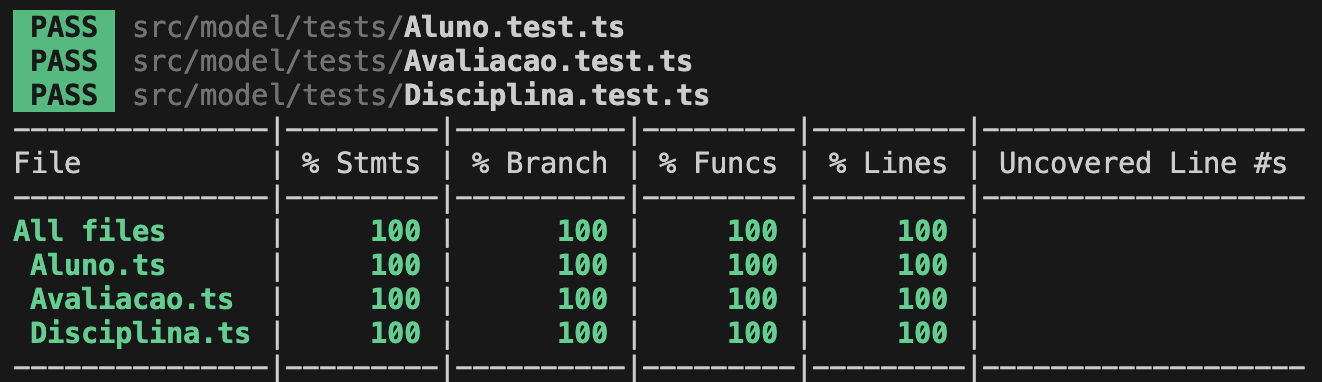 PASS src/model/tests/Aluno.test.ts
PASS src/model/tests/Avaliacao.test.ts
PASS src/model/tests/Disciplina.test.ts
---------------|---------|----------|---------|---------|-------------------
File           | % Stmts | % Branch | % Funcs | % Lines | Uncovered Line #s
---------------|---------|----------|---------|---------|-------------------
All files      |     100 |      100 |     100 |     100 |
 Aluno.ts      |     100 |      100 |     100 |     100 |
 Avaliacao.ts  |     100 |      100 |     100 |     100 |
 Disciplina.ts |     100 |      100 |     100 |     100 |
---------------|---------|----------|---------|---------|-------------------